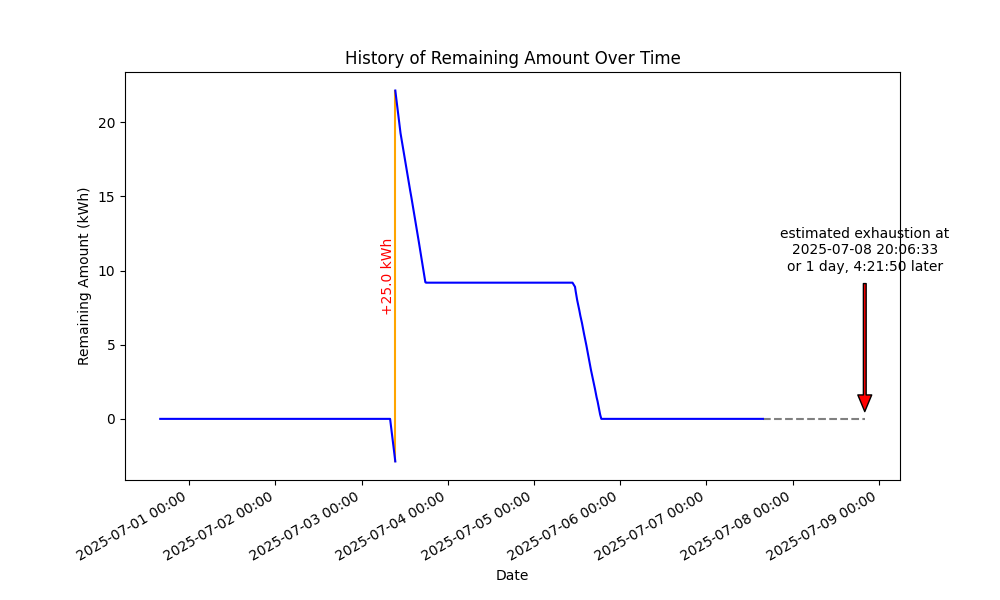 History of Remaining Amount Over Time
Remaining Amount (kWh)
20
15
10
5
0
+25.0 kWh
estimated exhaustion at
2025-07-08 20:06:33
or 1 day, 4:21:50 later
2025-07-01 00:00
2025-07-02 00:00
2025-07-03 00:00
2025-07-04 00:00
2025-07-05 00:00
2025-07-06 00:00
2025-07-07 00:00
2025-07-08 00:00
2025-07-09 00:00
Date